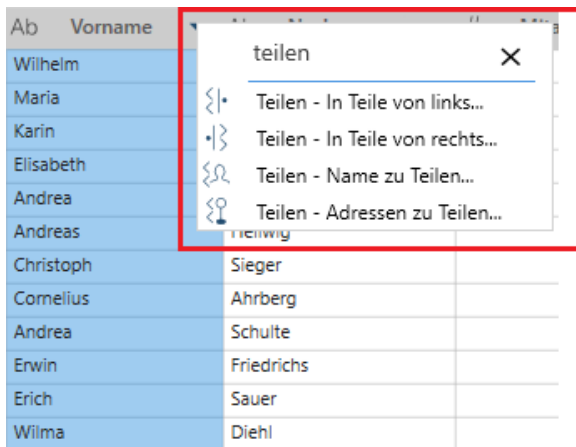 Ab Vorname
teilen
Teilen - In Teile von links...
Teilen - In Teile von rechts...
Teilen - Name zu Teilen...
Teilen - Adressen zu Teilen...
Wilhelm
Maria
Karin
Elisabeth
Andrea
Andreas Hellwig
Christoph Sieger
Cornelius Ahrberg
Andrea Schulte
Erwin Friedrichs
Erich Sauer
Wilma Diehl